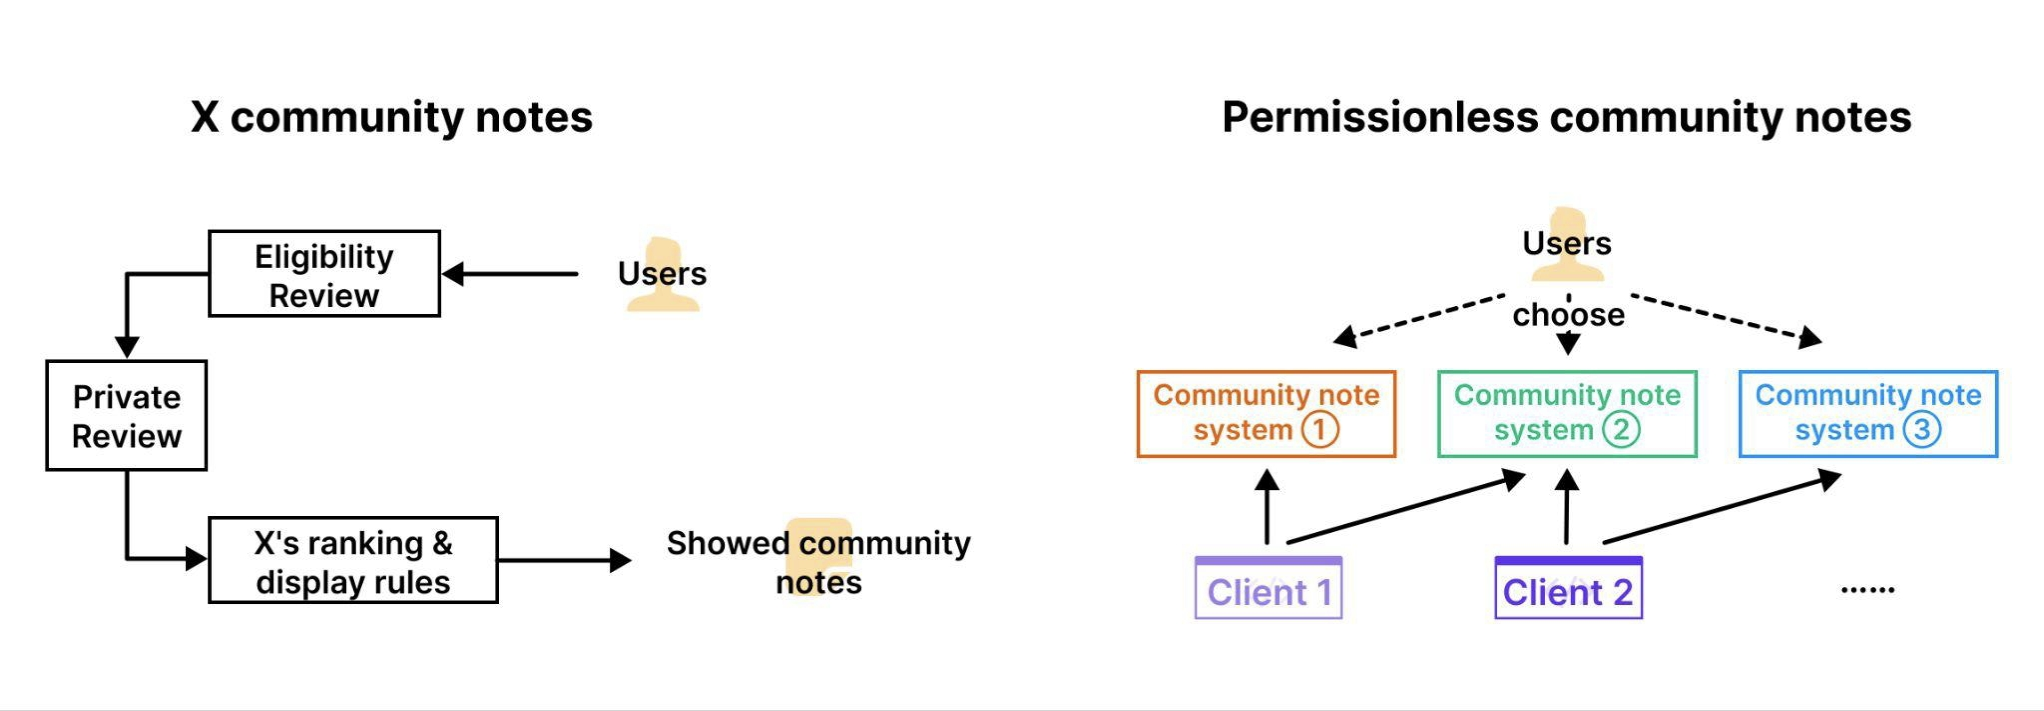 X community notes
Eligibility
Review
Users
Private
Review
X's ranking &
display rules
Showed community
notes
Permissionless community notes
Users
choose
Community note
system ①
Community note
system ②
Community note
system ③
Client 1
Client 2
······